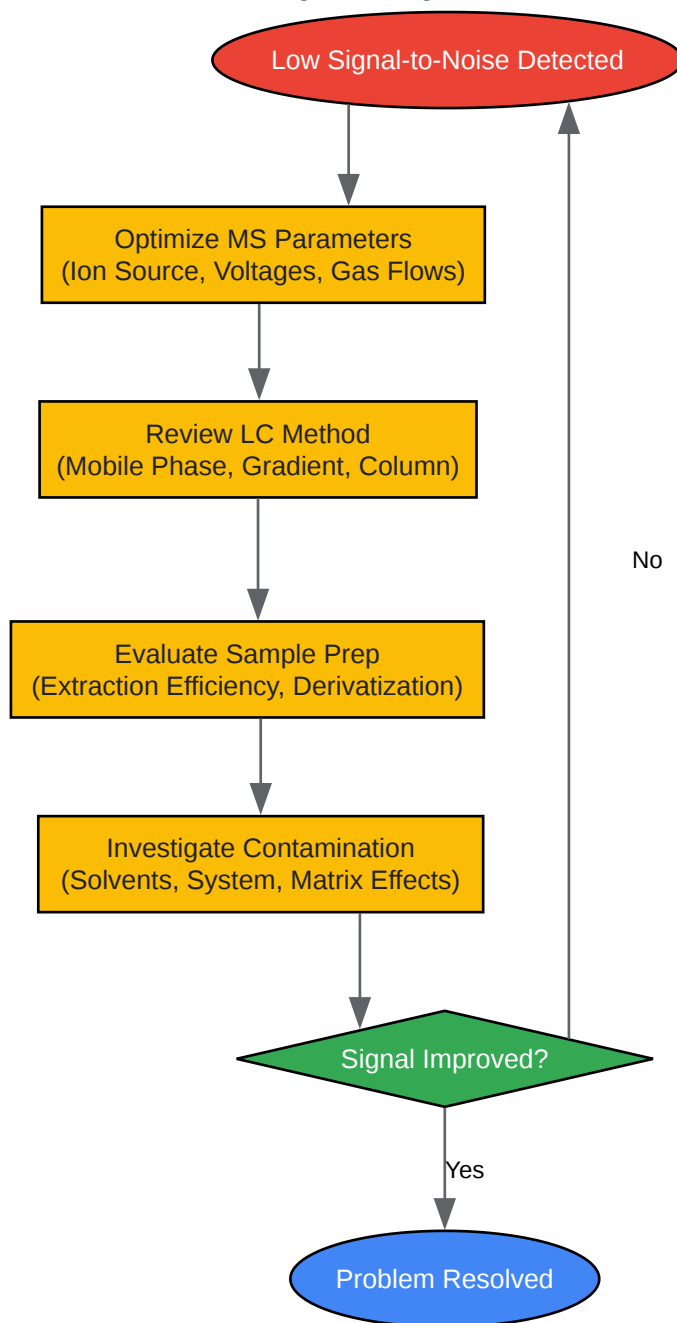 Low Signal-to-Noise Detected
Optimize MS Parameters
(Ion Source, Voltages, Gas Flows)
Review LC Method
(Mobile Phase, Gradient, Column)
No
Evaluate Sample Prep
(Extraction Efficiency, Derivatization)
Investigate Contamination
(Solvents, System, Matrix Effects)
Signal Improved?
Yes
Problem Resolved